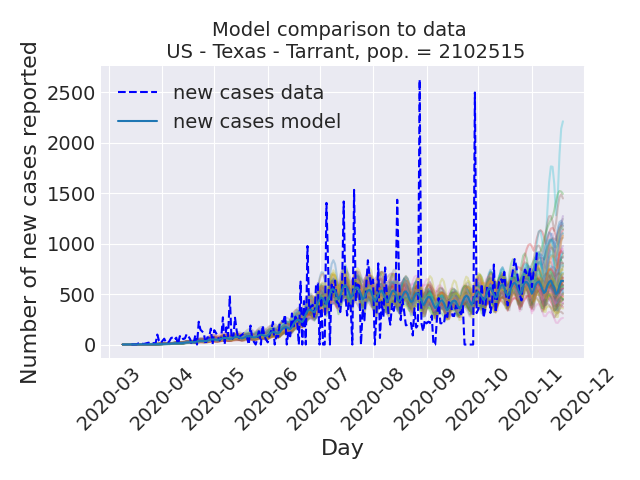 Model comparison to data
US - Texas - Tarrant, pop. = 2102515
Number of new cases reported
2500
2000
1500
1000
500
0
new cases data
new cases model
2020-03
2020-04
2020-05
2020-06
2020-07
2020-08
2020-09
2020-10
2020-11
2020-12
Day